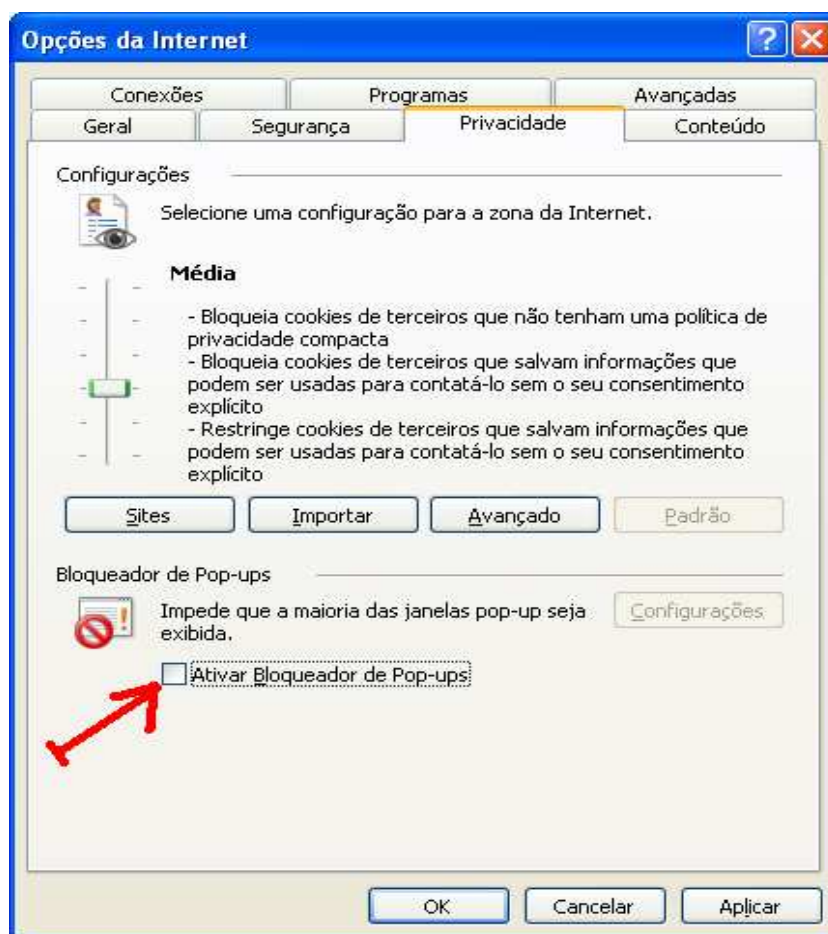 Opções da Internet
Conexões
Programas
Avançadas
Geral
Segurança
Privacidade
Conteúdo
Configurações
Selecione uma configuração para a zona da Internet.
Média
- Bloqueia cookies de terceiros que não tenham uma política de
privacidade compacta
- Bloqueia cookies de terceiros que salvam informações que
podem ser usadas para contatá-lo sem o seu consentimento
explícito
- Restringe cookies de terceiros que salvam informações que
podem ser usadas para contatá-lo sem o seu consentimento
explícito
Sites
Importar
Avançado
Padrão
Bloqueador de Pop-ups
Impede que a maioria das janelas pop-up seja
exibida.
Configurações
Ativar Bloqueador de Pop-ups
OK
Cancelar
Aplicar